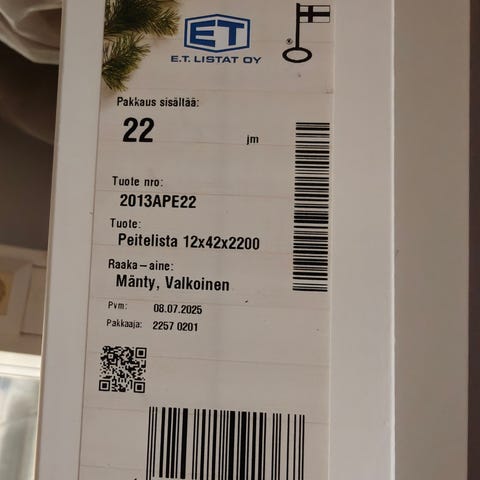 ET
E.T. LISTAT OY
Pakkaus sisältää:
22 jm
Tuote nro:
2013APE22
Tuote:
Peitelista 12x42x2200
Raaka-aine:
Mänty, Valkoinen
Pvm: 08.07.2025
Pakkaaja: 2257 0201